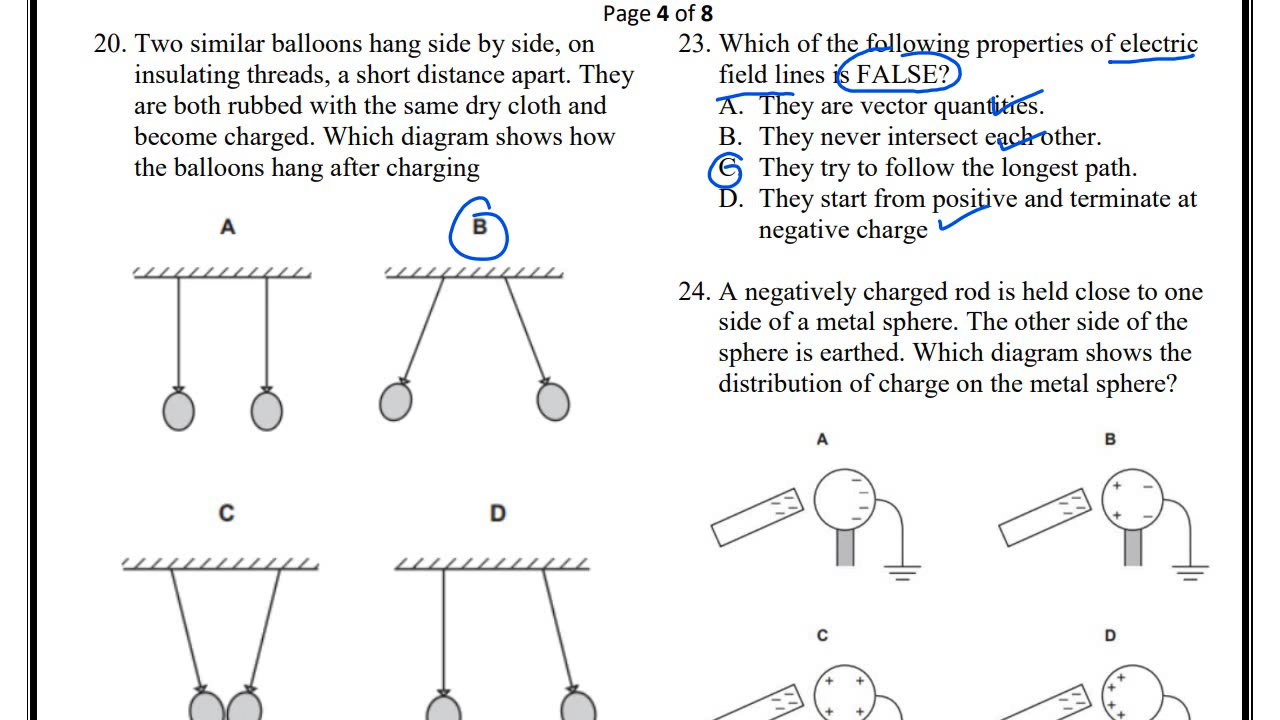 Page 4 of 8
20. Two similar balloons hang side by side, on
insulating threads, a short distance apart. They
are both rubbed with the same dry cloth and
become charged. Which diagram shows how
the balloons hang after charging
A
B
C
D
23. Which of the following properties of electric
field lines is FALSE?
A. They are vector quantities.
B. They never intersect each other.
C They try to follow the longest path.
D. They start from positive and terminate at
negative charge
24. A negatively charged rod is held close to one
side of a metal sphere. The other side of the
sphere is earthed. Which diagram shows the
distribution of charge on the metal sphere?
A
B
C
D